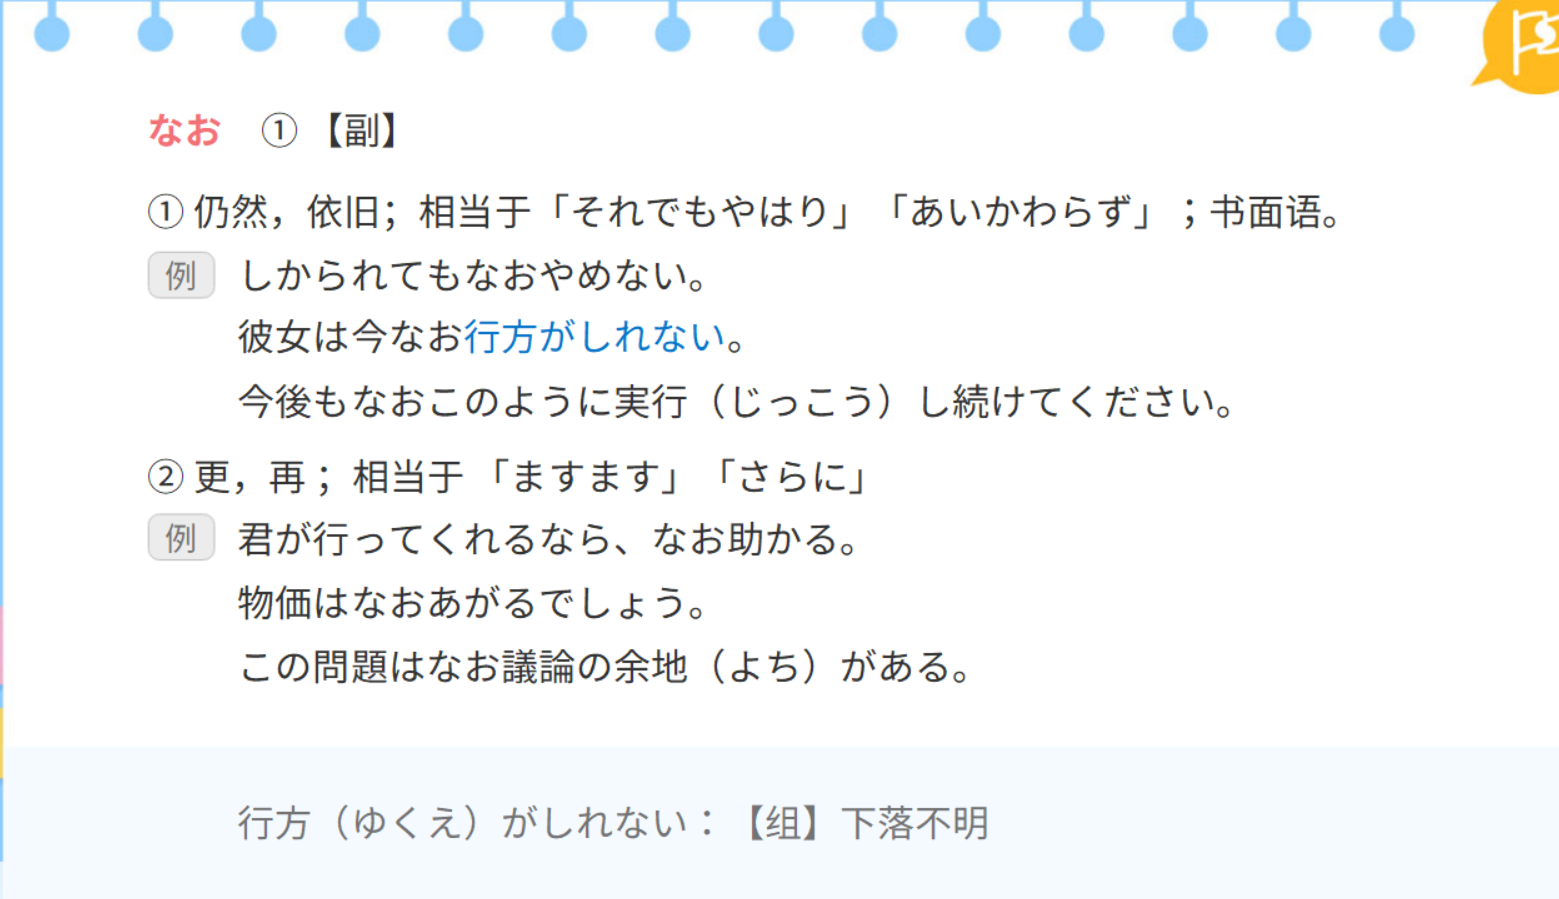 なお ① 【副】
① 仍然，依旧；相当于「それでもやはり」「あいかわらず」；书面语。
例 しかられてもなおやめない。
彼女は今なお行方がしれない。
今後もなおこのように実行（じっこう）し続けてください。
② 更，再； 相当于 「ますます」「さらに」
例 君が行ってくれるなら、なお助かる。
物価はなおあがるでしょう。
この問題はなお議論の余地（よち）がある。
行方（ゆくえ）がしれない：【组】下落不明